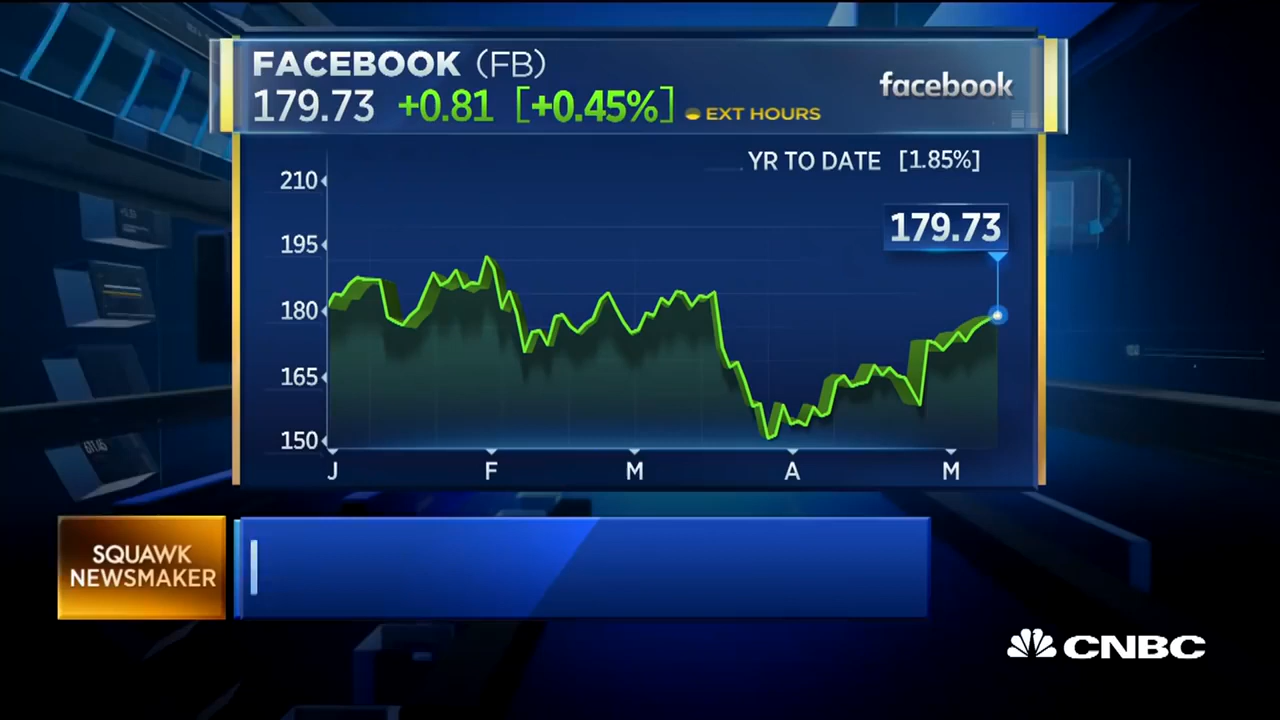 FACEBOOK (FB)
179.73 +0.81 [+0.45%] EXT HOURS
facebook
YR TO DATE [1.85%]
179.73
210
195
180
165
150
J F M A M
SQUAWK
NEWSMAKER
CNBC